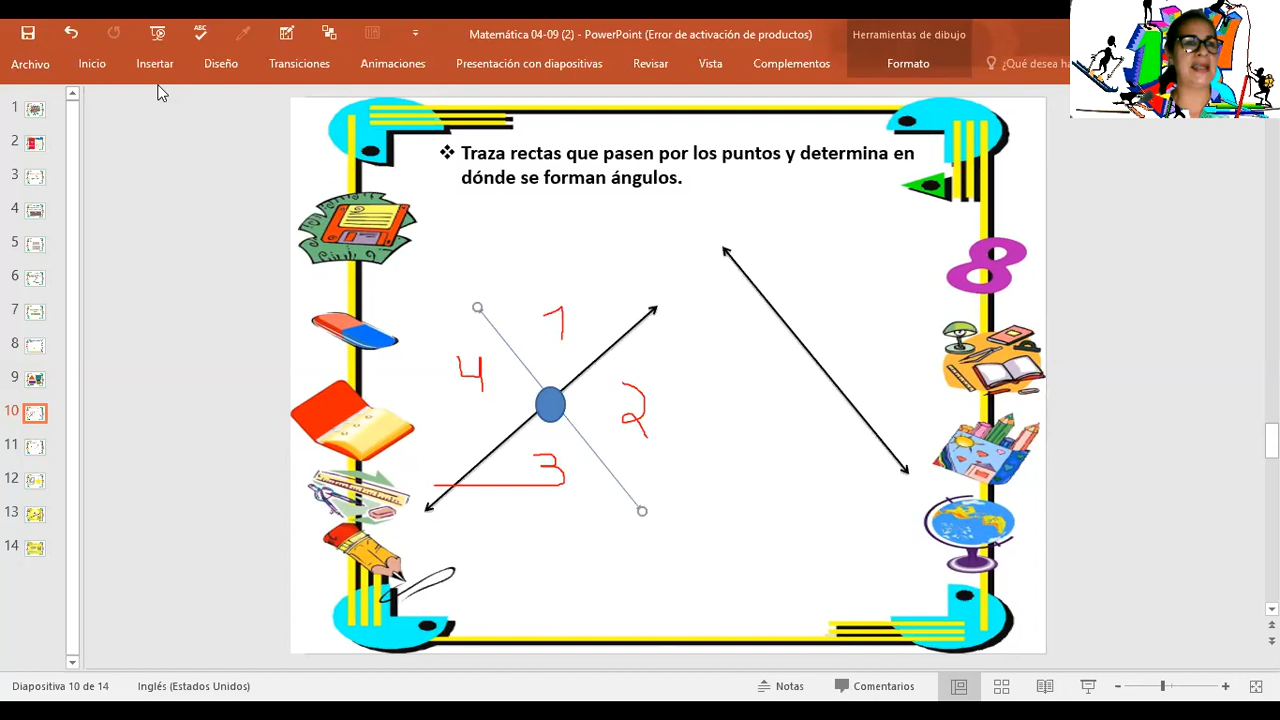 Matemática 04-09 (2) - PowerPoint (Error de activación de productos)
Herramientas de dibujo
Archivo Inicio Insertar Diseño Transiciones Animaciones Presentación con diapositivas Revisar Vista Complementos Formato ¿Qué desea ha
ABC
1
2
3
4
5
6
7
8
9
10
11
12
13
14
❖ Traza rectas que pasen por los puntos y determina en
dónde se forman ángulos.
8
1
4
2
3
Diapositiva 10 de 14 Inglés (Estados Unidos) Notas Comentarios